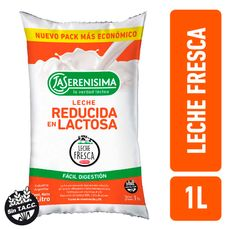 NUEVO PACK MÁS ECONÓMICO
LA SERENISIMA
la verdad láctea
LECHE
REDUCIDA
EN LACTOSA
LECHE
FRESCA
FÁCIL DIGESTIÓN
Sin T.A.C.C.
LECHE FRESCA
1L